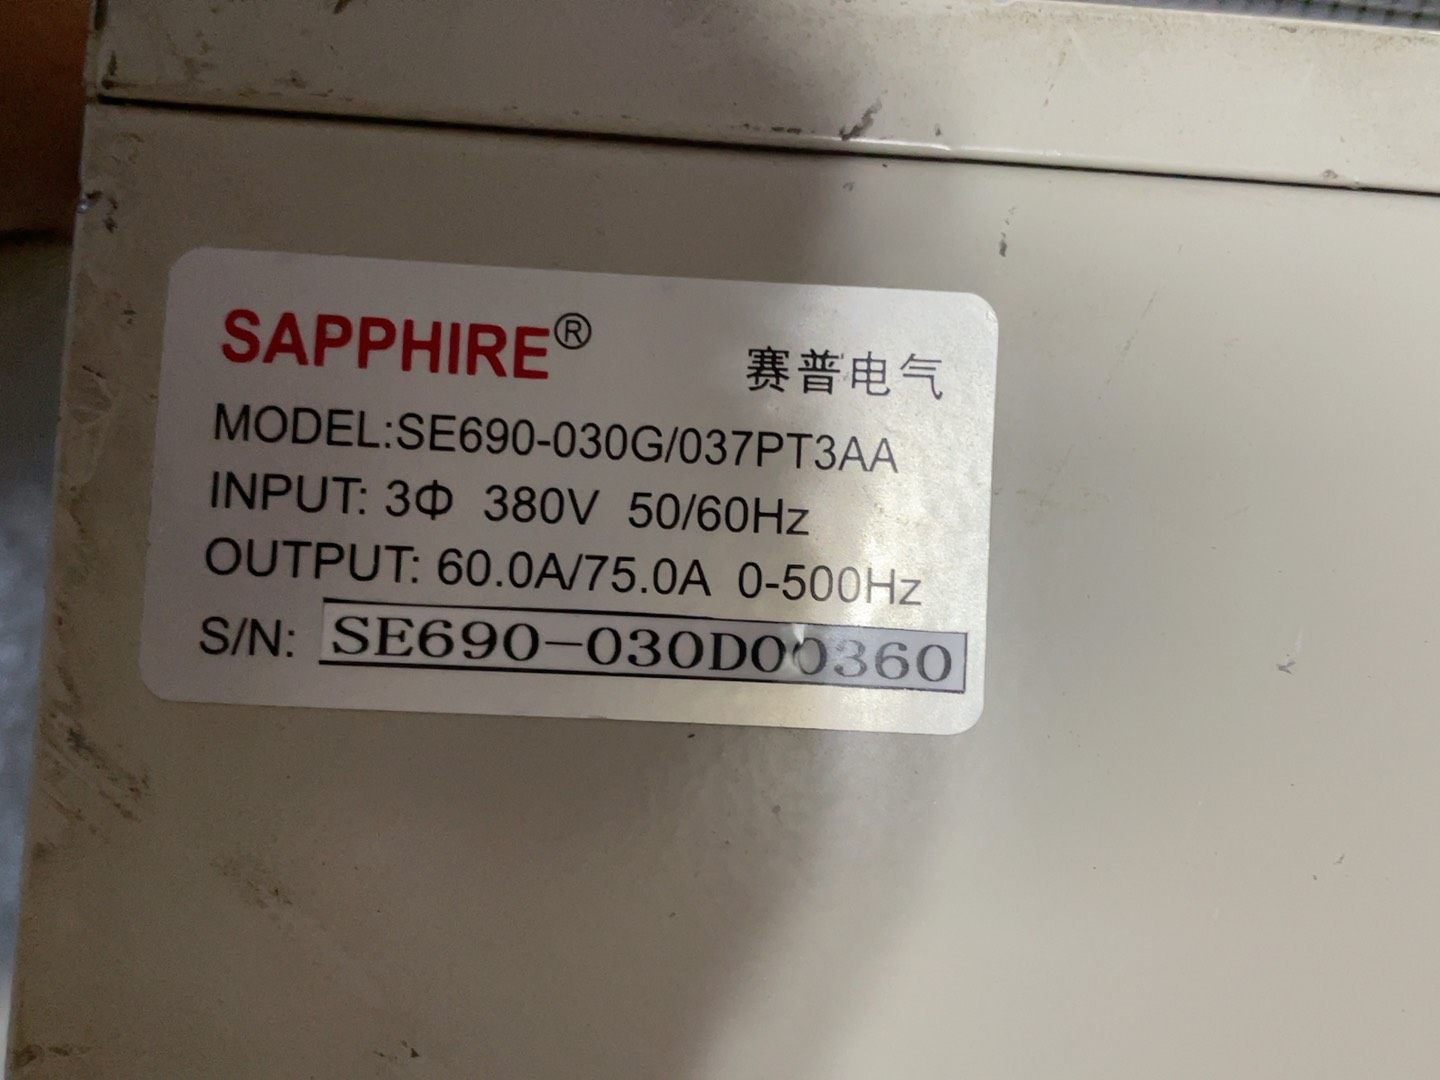 SAPPHIRE® 赛普电气
MODEL:SE690-030G/037PT3AA
INPUT: 3Φ 380V 50/60Hz
OUTPUT: 60.0A/75.0A 0-500Hz
S/N: SE690-030D00360